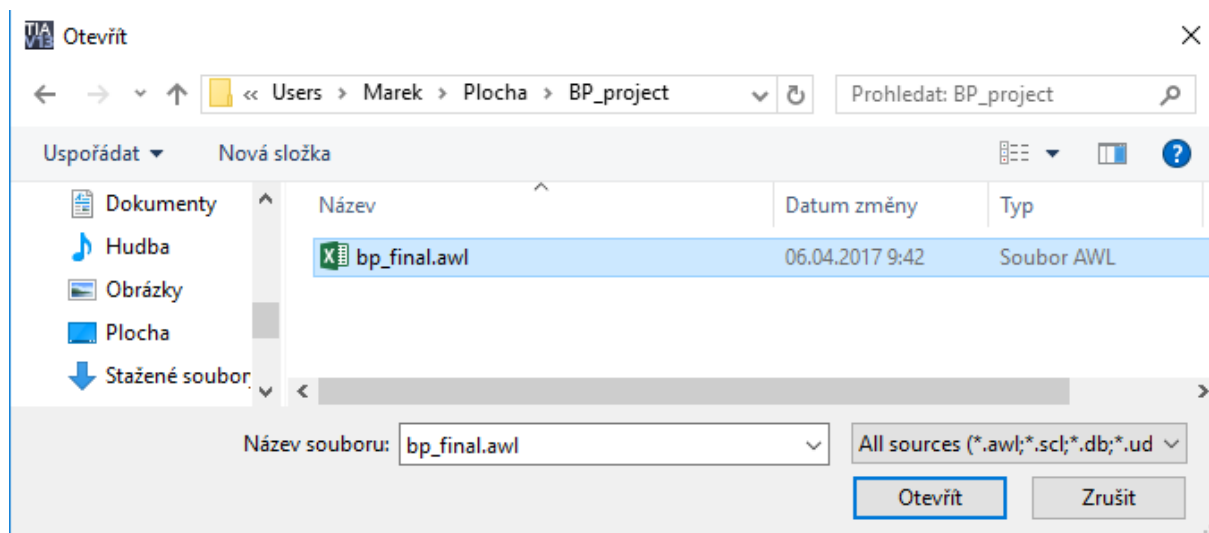 TIA V13 Otevřít
« Users › Marek › Plocha › BP_project Prohledat: BP_project
Uspořádat Nová složka ?
Dokumenty Název Datum změny Typ
Hudba bp_final.awl 06.04.2017 9:42 Soubor AWL
Obrázky
Plocha
Stažené soubor
Název souboru: bp_final.awl All sources (*.awl;*.scl;*.db;*.ud
Otevřít Zrušit